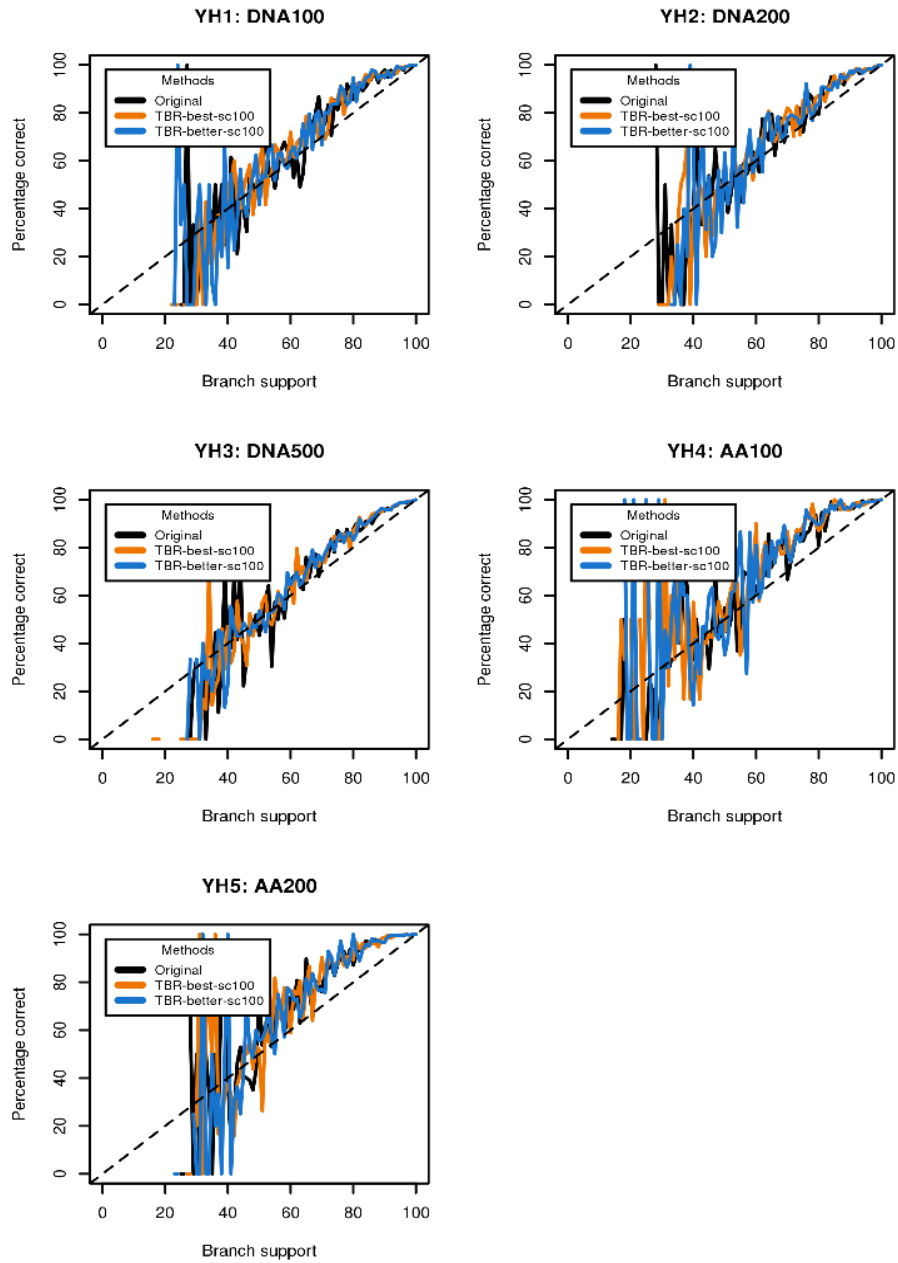 YH1: DNA100
Percentage correct
100
80
60
40
20
0
Methods
Original
TBR-best-sc100
TBR-better-sc100
0 20 40 60 80 100
Branch support
YH2: DNA200
Percentage correct
100
80
60
40
20
0
Methods
Original
TBR-best-sc100
TBR-better-sc100
0 20 40 60 80 100
Branch support
YH3: DNA500
Percentage correct
100
80
60
40
20
0
Methods
Original
TBR-best-sc100
TBR-better-sc100
0 20 40 60 80 100
Branch support
YH4: AA100
Percentage correct
100
80
60
40
20
0
Methods
Original
TBR-best-sc100
TBR-better-sc100
0 20 40 60 80 100
Branch support
YH5: AA200
Percentage correct
100
80
60
40
20
0
Methods
Original
TBR-best-sc100
TBR-better-sc100
0 20 40 60 80 100
Branch support